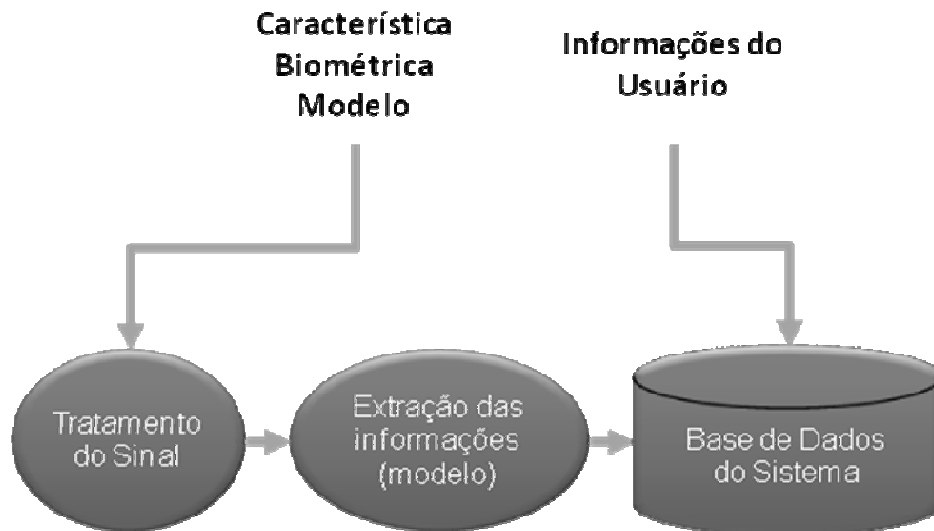 Característica
Biométrica
Modelo
Informações do
Usuário
Tratamento
do Sinal
Extração das
informações
(modelo)
Base de Dados
do Sistema